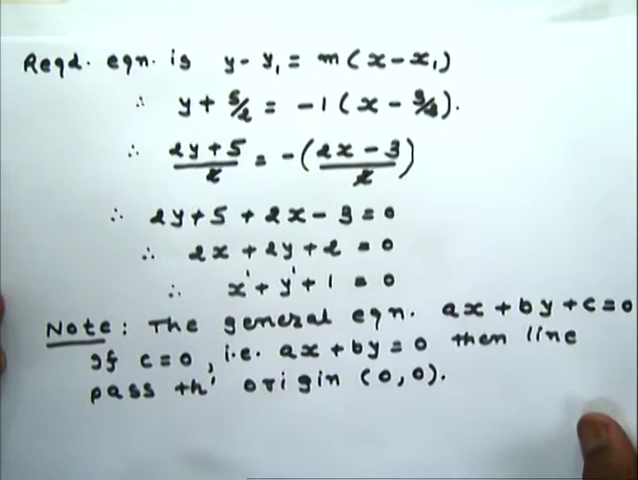 Reqd. eqn. is y - y₁ = m(x - x₁)
∴ y + 5/2 = -1(x - 3/2).
∴ 2y + 5/2 = -(2x - 3/2)
∴ 2y + 5 + 2x - 3 = 0
∴ 2x + 2y + 2 = 0
∴ x + y + 1 = 0
Note: The general eqn. ax + by + c = 0
If c = 0, i.e. ax + by = 0 then line
pass th' origin (0,0).